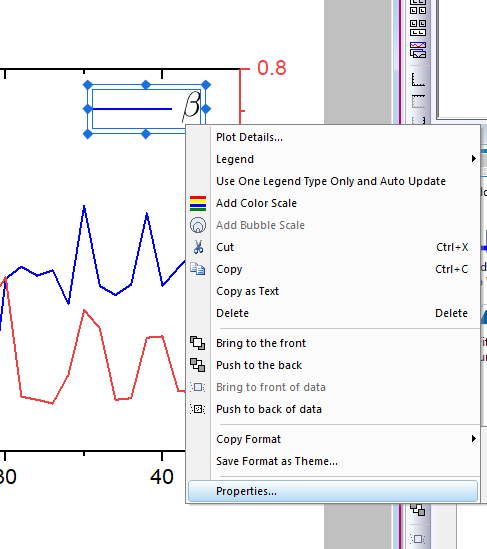 0.8
β
Plot Details...
Legend
Use One Legend Type Only and Auto Update
Add Color Scale
Add Bubble Scale
Cut Ctrl+X
Copy Ctrl+C
Copy as Text
Delete Delete
Bring to the front
Push to the back
Bring to front of data
Push to back of data
Copy Format
Save Format as Theme...
30 40
Properties...